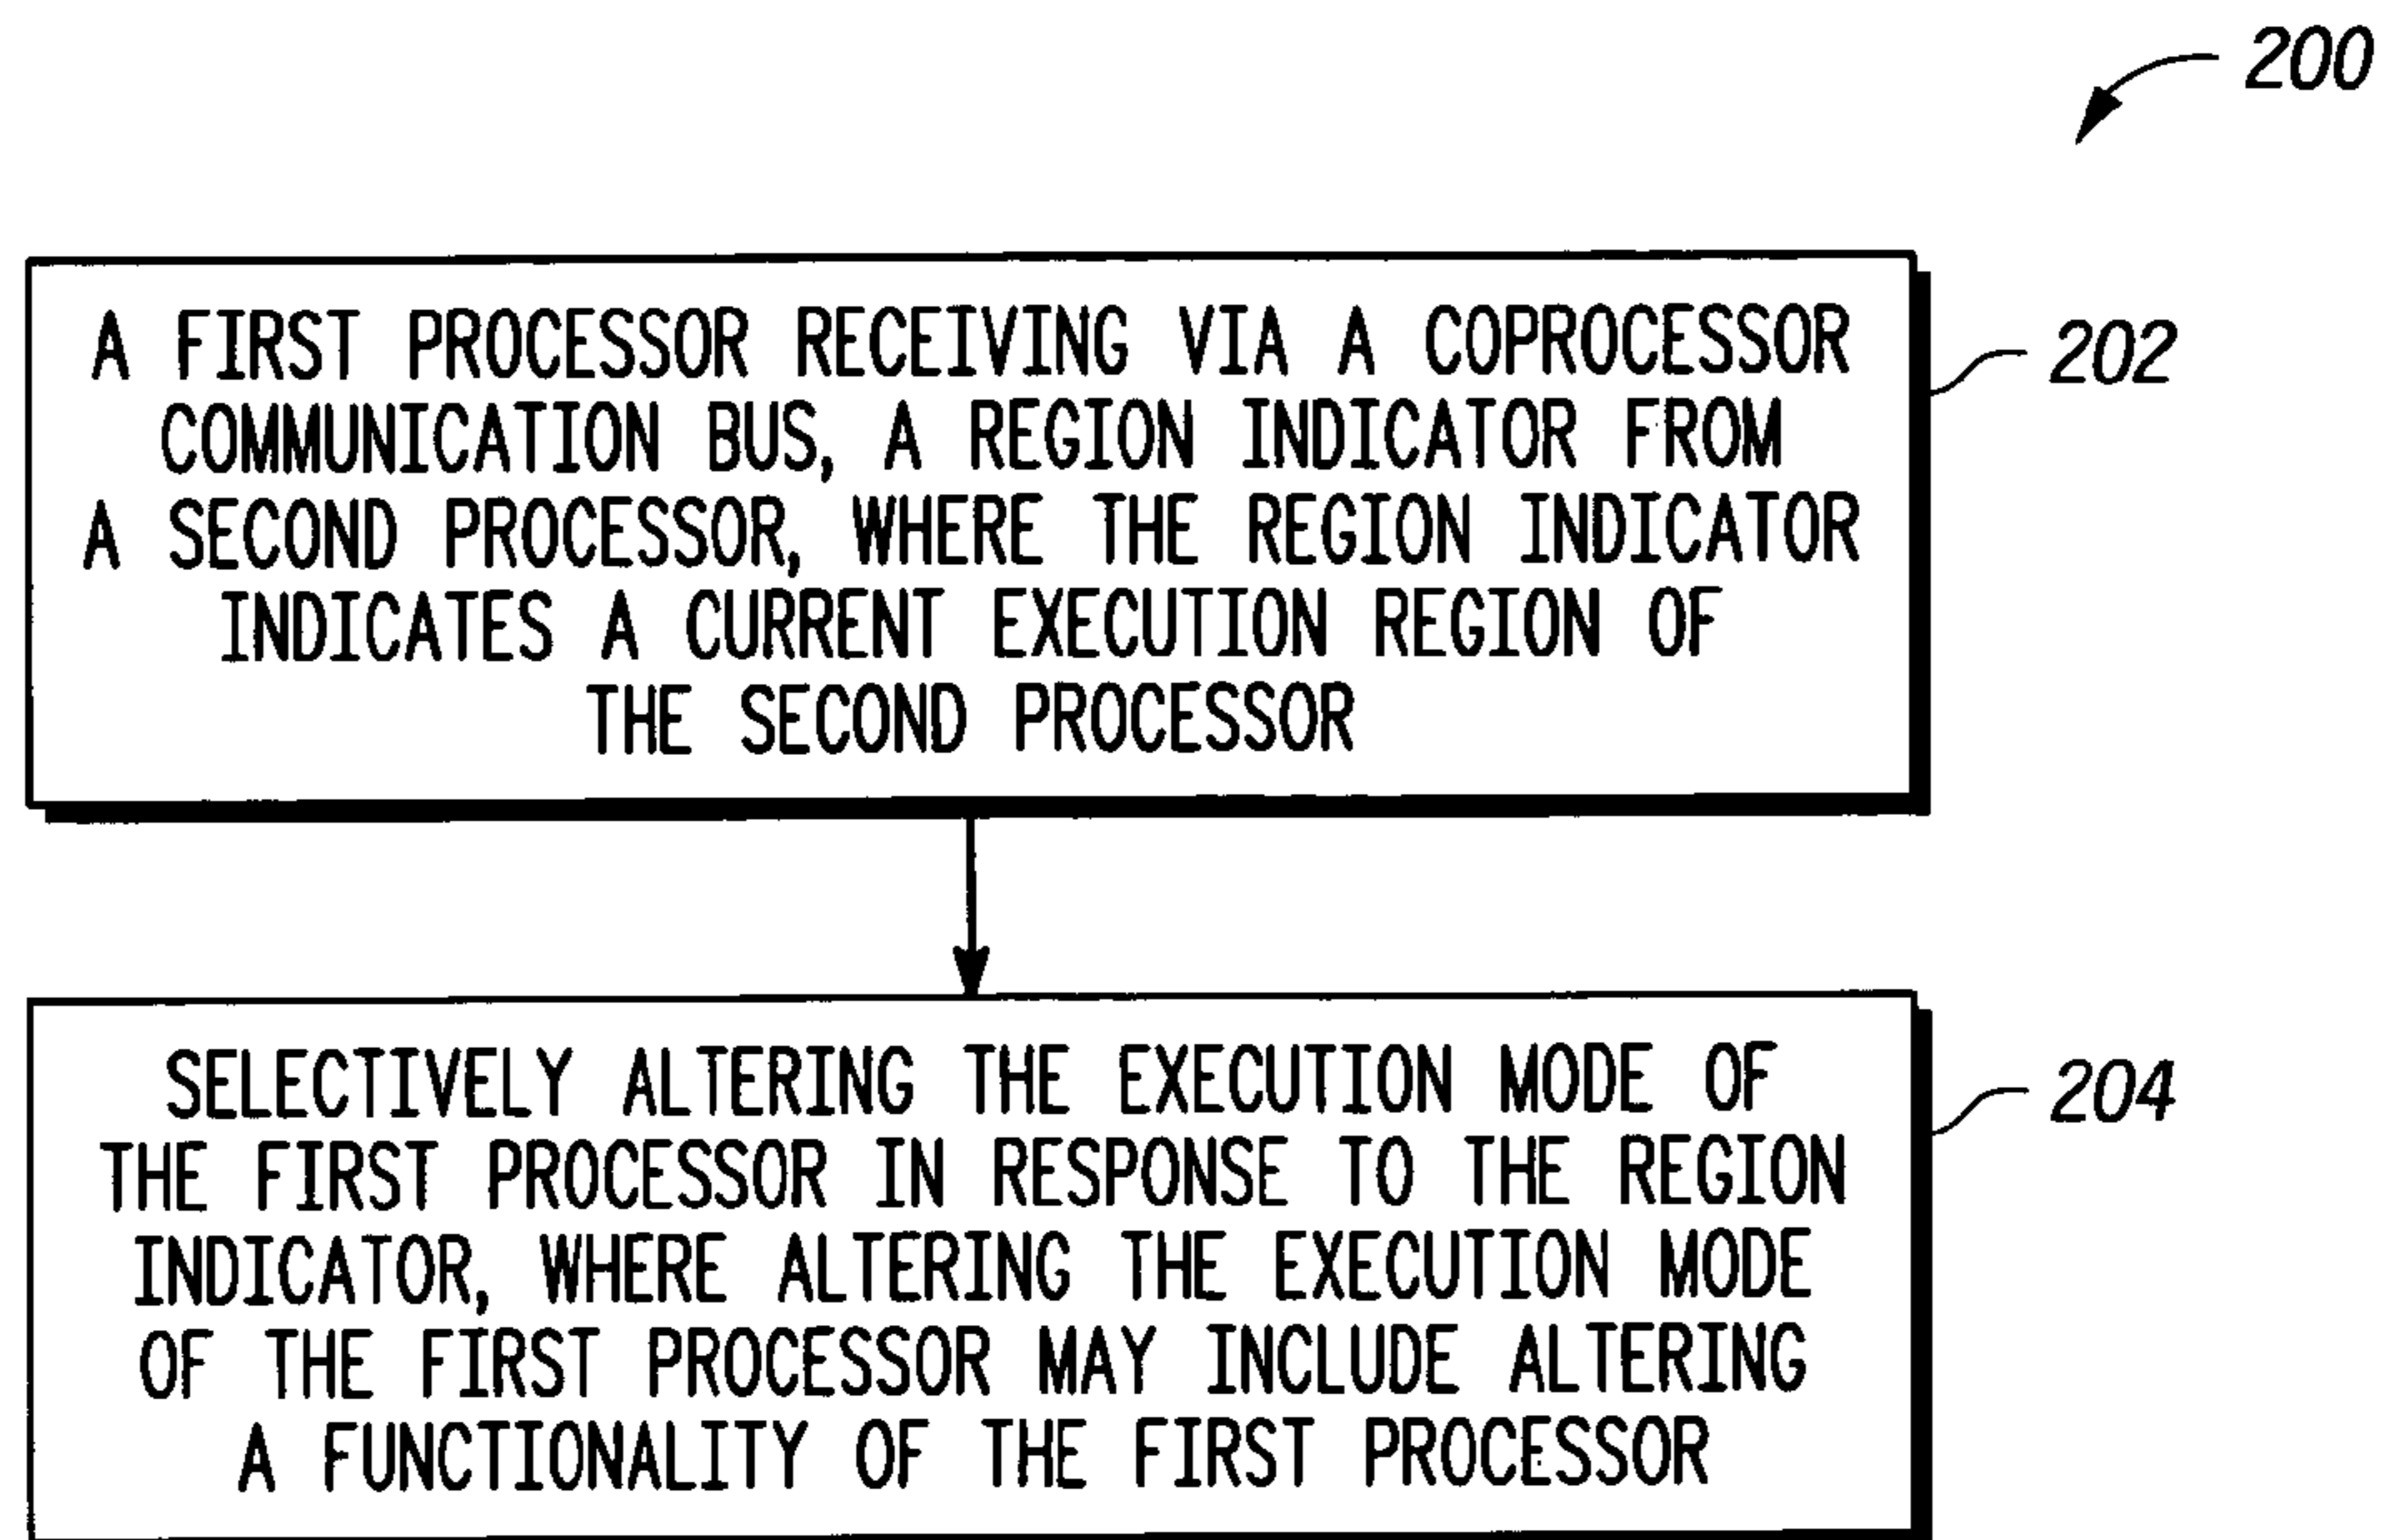 200
A FIRST PROCESSOR RECEIVING VIA A COPROCESSOR
COMMUNICATION BUS, A REGION INDICATOR FROM
A SECOND PROCESSOR, WHERE THE REGION INDICATOR
INDICATES A CURRENT EXECUTION REGION OF
THE SECOND PROCESSOR
202
SELECTIVELY ALTERING THE EXECUTION MODE OF
THE FIRST PROCESSOR IN RESPONSE TO THE REGION
INDICATOR, WHERE ALTERING THE EXECUTION MODE
OF THE FIRST PROCESSOR MAY INCLUDE ALTERING
A FUNCTIONALITY OF THE FIRST PROCESSOR
204